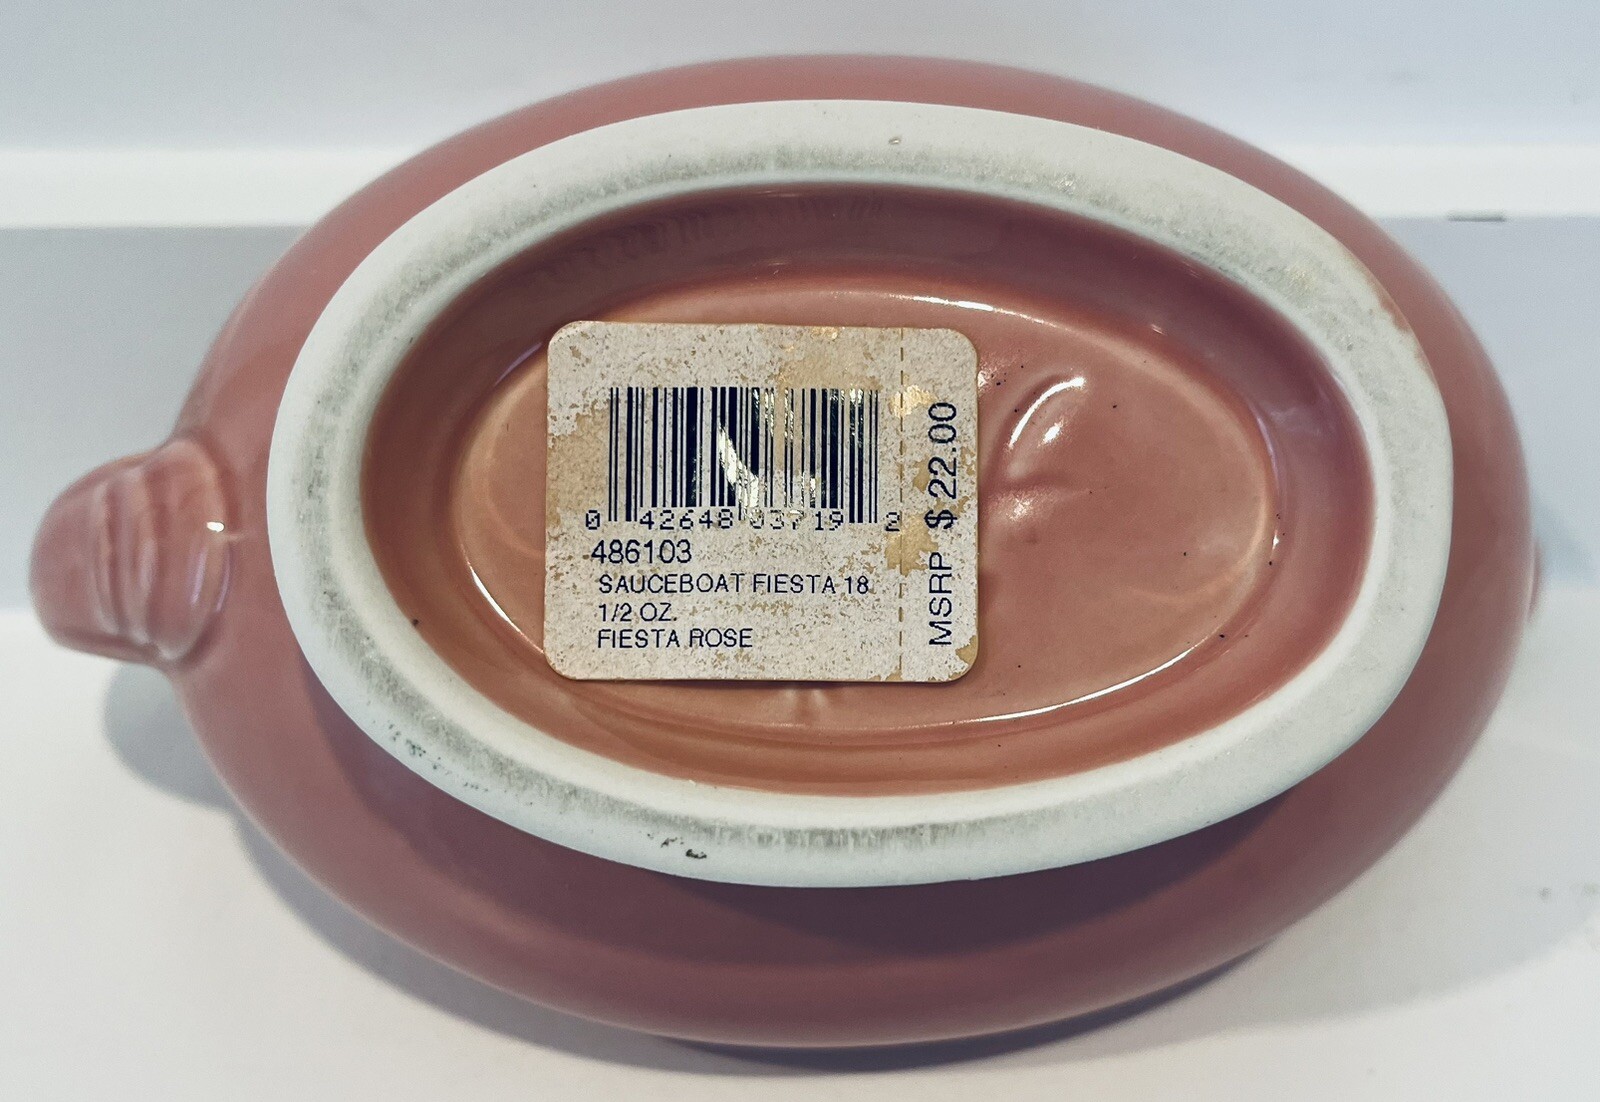 0 42648 03719 2
486103
SAUCEBOAT FIESTA 18
1/2 OZ.
FIESTA ROSE
MSRP $22.00